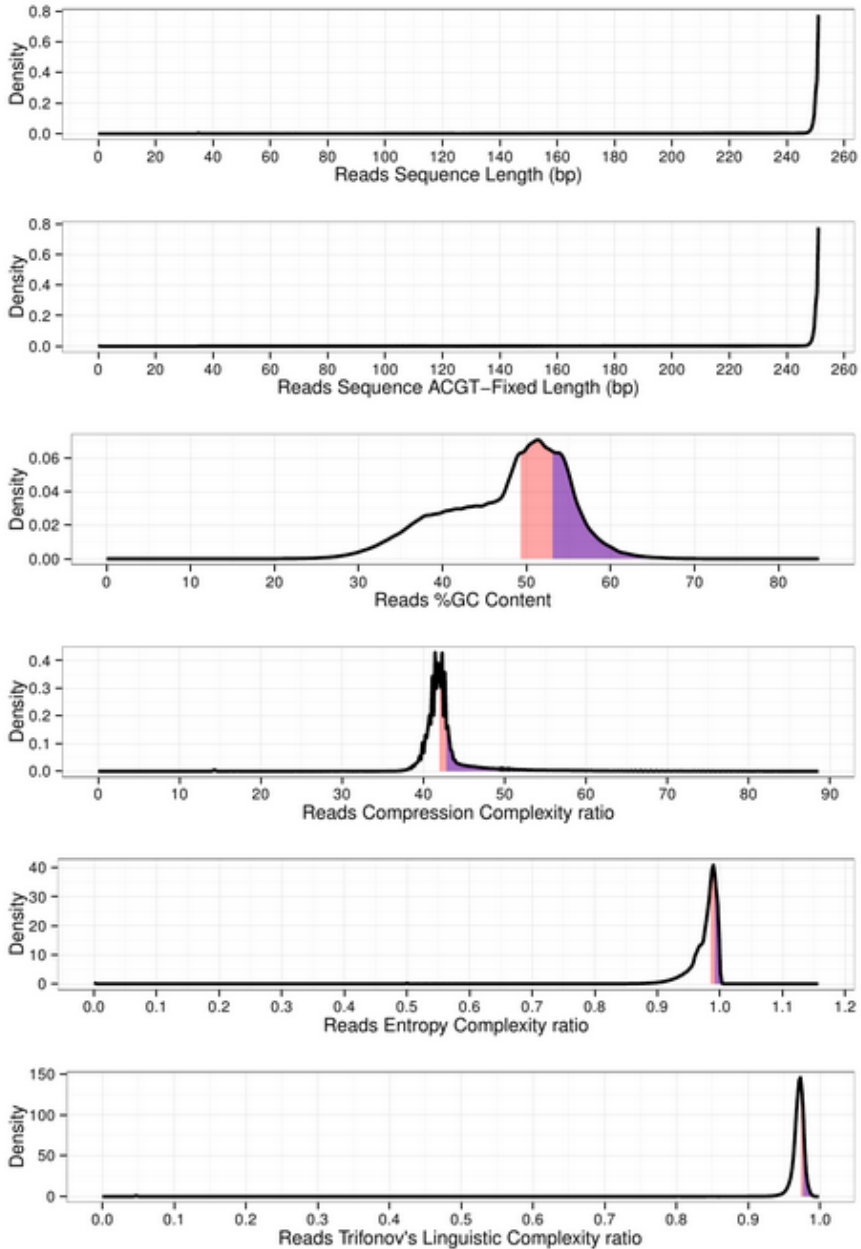 Density
0.8
0.6
0.4
0.2
0.0
0 20 40 60 80 100 120 140 160 180 200 220 240 260
Reads Sequence Length (bp)
Density
0.8
0.6
0.4
0.2
0.0
0 20 40 60 80 100 120 140 160 180 200 220 240 260
Reads Sequence ACGT−Fixed Length (bp)
Density
0.06
0.04
0.02
0.00
0 10 20 30 40 50 60 70 80
Reads %GC Content
Density
0.4
0.3
0.2
0.1
0.0
0 10 20 30 40 50 60 70 80 90
Reads Compression Complexity ratio
Density
40
30
20
10
0
0.0 0.1 0.2 0.3 0.4 0.5 0.6 0.7 0.8 0.9 1.0 1.1 1.2
Reads Entropy Complexity ratio
Density
150
100
50
0
0.0 0.1 0.2 0.3 0.4 0.5 0.6 0.7 0.8 0.9 1.0
Reads Trifonov's Linguistic Complexity ratio